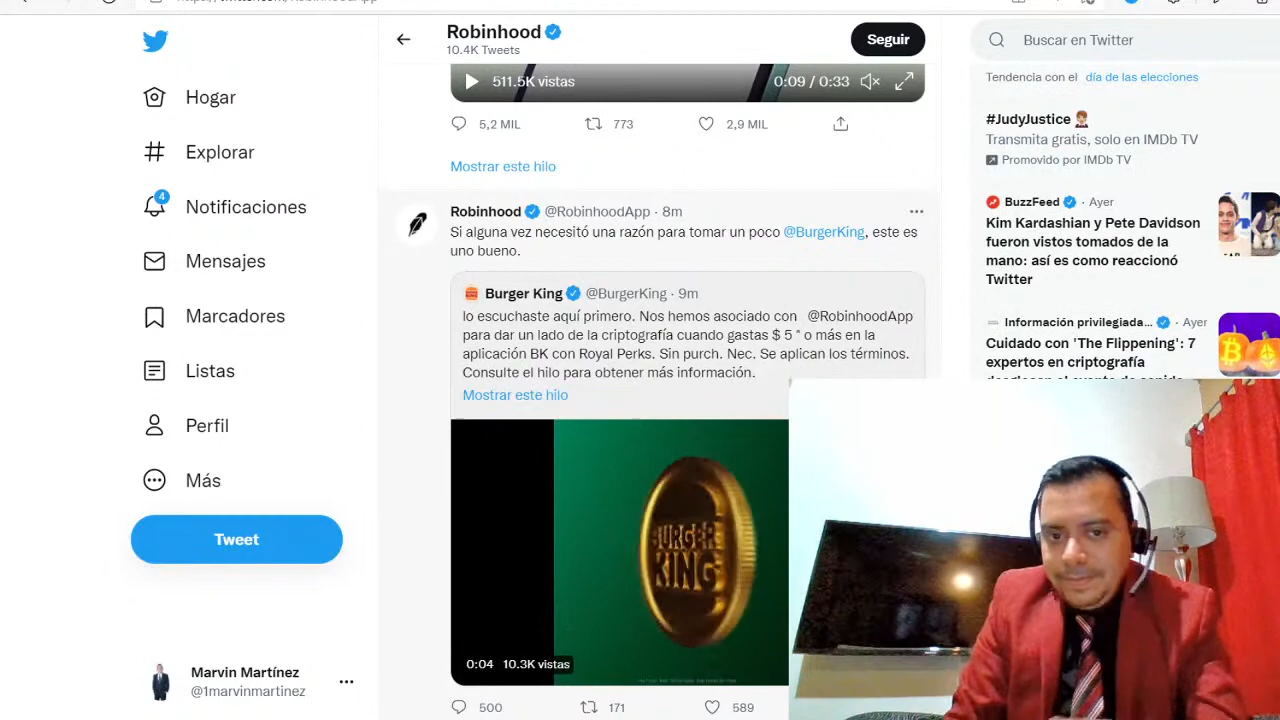 Robinhood
10.4K Tweets
Seguir
Buscar en Twitter
Hogar
Explorar
4
Notificaciones
Mensajes
Marcadores
Listas
Perfil
Más
Tweet
Marvin Martínez
@1marvinmartinez
511.5K vistas
0:09 / 0:33
5,2 MIL
773
2,9 MIL
Mostrar este hilo
Robinhood @RobinhoodApp · 8m
Si alguna vez necesitó una razón para tomar un poco @BurgerKing, este es
uno bueno.
Burger King @BurgerKing · 9m
lo escuchaste aquí primero. Nos hemos asociado con @RobinhoodApp
para dar un lado de la criptografía cuando gastas $ 5 * o más en la
aplicación BK con Royal Perks. Sin purch. Nec. Se aplican los términos.
Consulte el hilo para obtener más información.
Mostrar este hilo
BURGER
KING
0:04 10.3K vistas
500
171
589
Tendencia con el día de las elecciones
#JudyJustice
Transmita gratis, solo en IMDb TV
Promovido por IMDb TV
BuzzFeed · Ayer
Kim Kardashian y Pete Davidson
fueron vistos tomados de la
mano: así es como reaccionó
Twitter
Información privilegiada... · Ayer
Cuidado con 'The Flippening': 7
expertos en criptografía